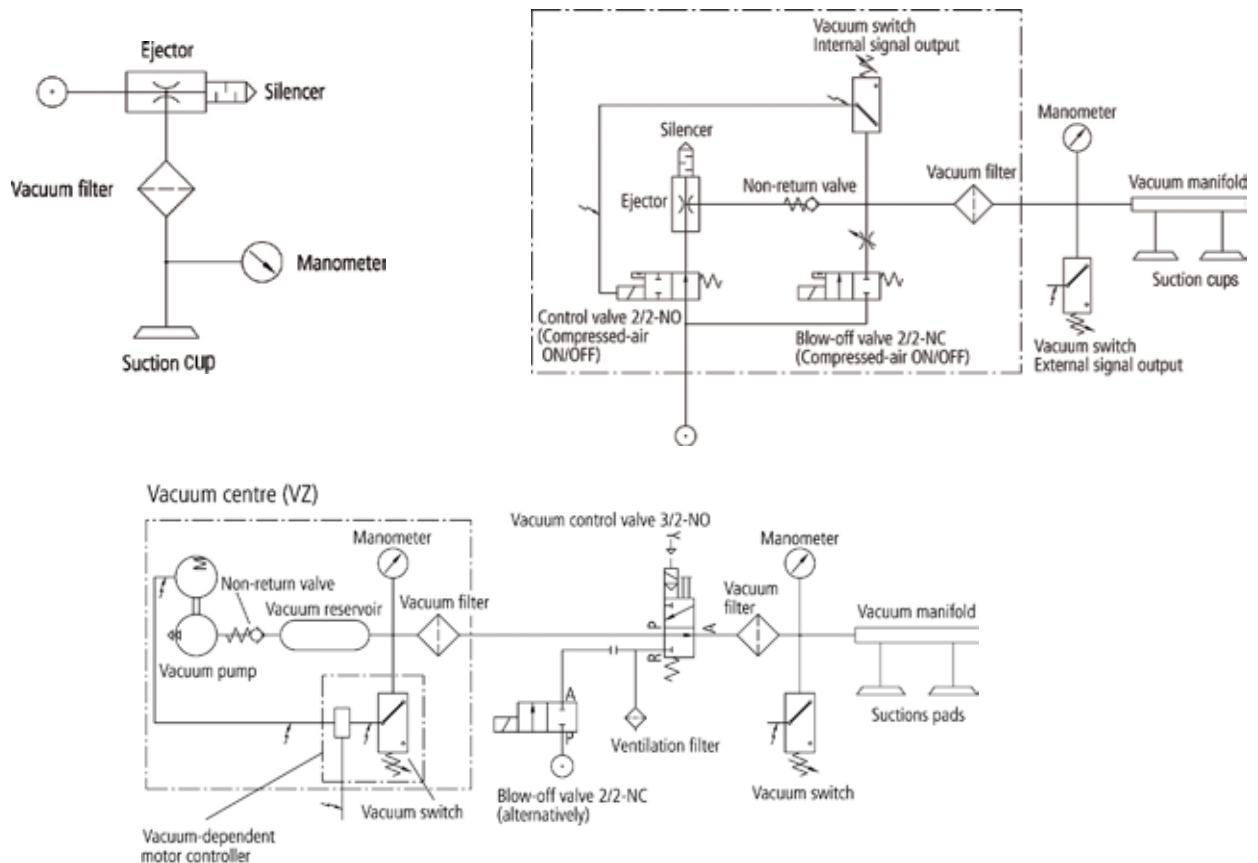 Ejector
Silencer
Vacuum filter
Manometer
Suction cup
Vacuum switch
Internal signal output
Silencer
Ejector
Non-return valve
Vacuum filter
Manometer
Vacuum manifold
Suction cups
Control valve 2/2-NO
(Compressed-air
ON/OFF)
Blow-off valve 2/2-NC
(Compressed-air ON/OFF)
Vacuum switch
External signal output
Vacuum centre (VZ)
Manometer
M
Non-return valve
Vacuum reservoir
Vacuum filter
Vacuum pump
Vacuum switch
Vacuum-dependent
motor controller
Vacuum control valve 3/2-NO
Y
P
A
R
A
P
Ventilation filter
Blow-off valve 2/2-NC
(alternatively)
Manometer
Vacuum
filter
Vacuum manifold
Suctions pads
Vacuum switch